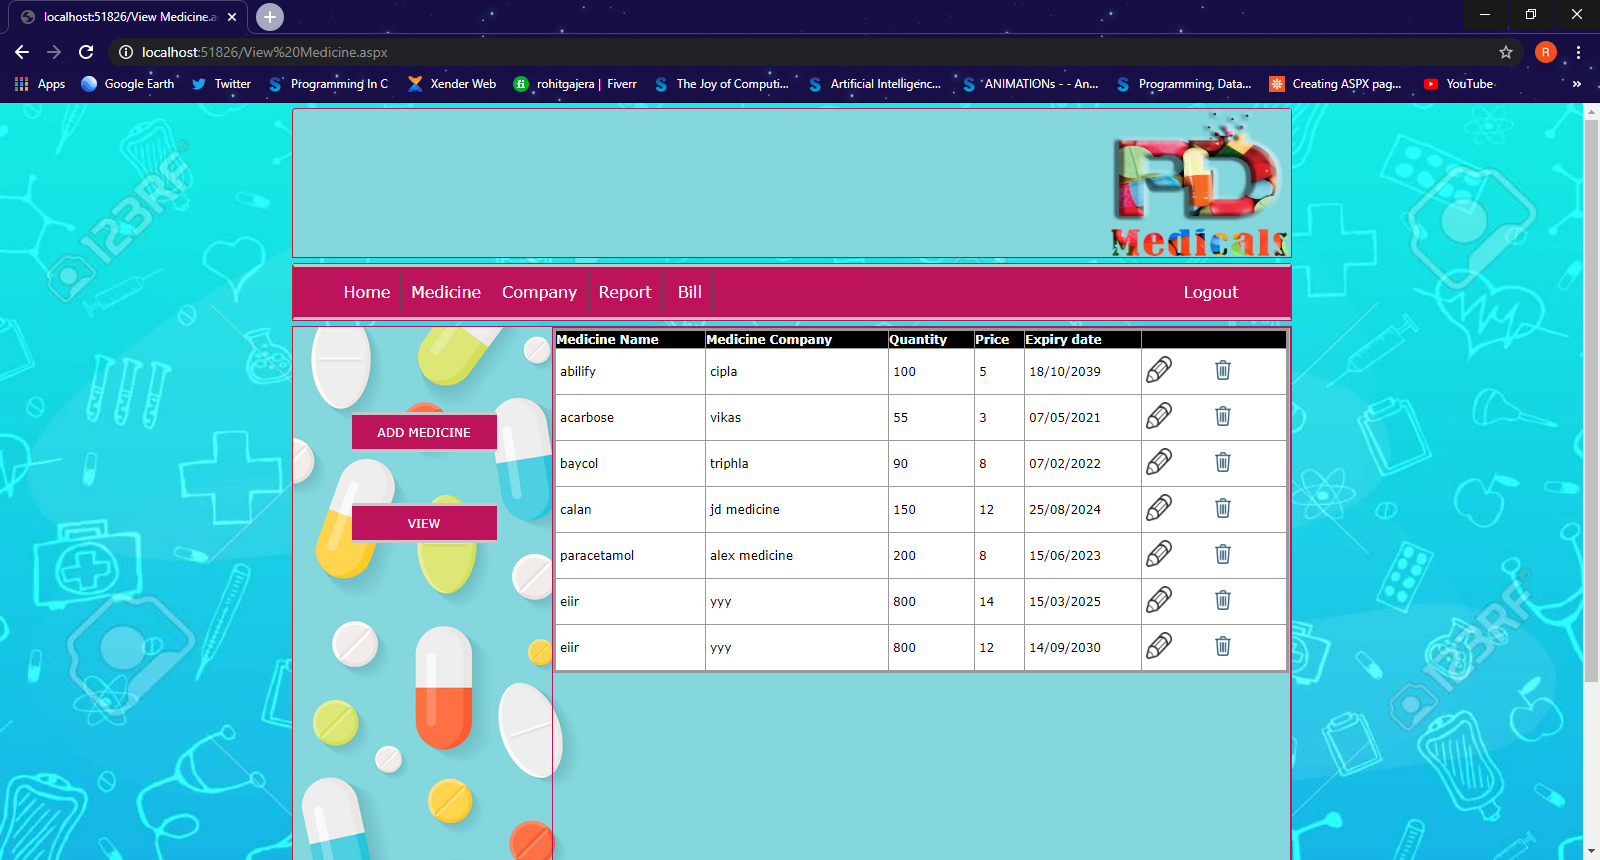 localhost:51826/View Medicine.a
localhost:51826/View%20Medicine.aspx
R
Apps Google Earth Twitter Programming In C Xender Web rohitgajera | Fiverr The Joy of Computi... Artificial Intelligenc... *ANIMATIONs - - An... Programming, Data... Creating ASPX pag... YouTube »
PD
Medicals
Home Medicine Company Report Bill Logout
ADD MEDICINE
VIEW
Medicine Name Medicine Company Quantity Price Expiry date
abilify cipla 100 5 18/10/2039
acarbose vikas 55 3 07/05/2021
baycol triphla 90 8 07/02/2022
calan jd medicine 150 12 25/08/2024
paracetamol alex medicine 200 8 15/06/2023
eiir yyy 800 14 15/03/2025
eiir yyy 800 12 14/09/2030
123RF
123RF